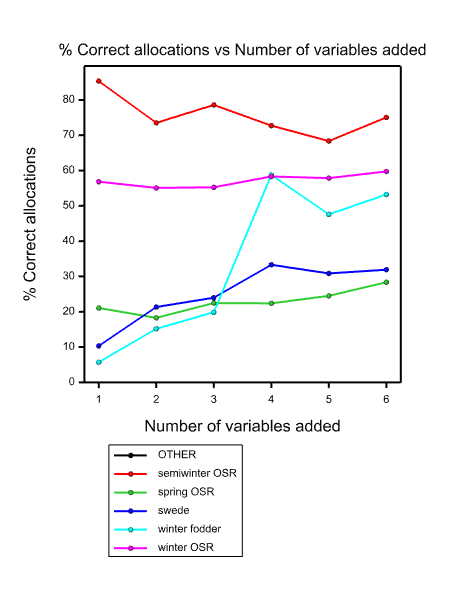 % Correct allocations vs Number of variables added
% Correct allocations
80
70
60
50
40
30
20
10
0
1 2 3 4 5 6
Number of variables added
OTHER
semiwinter OSR
spring OSR
swede
winter fodder
winter OSR